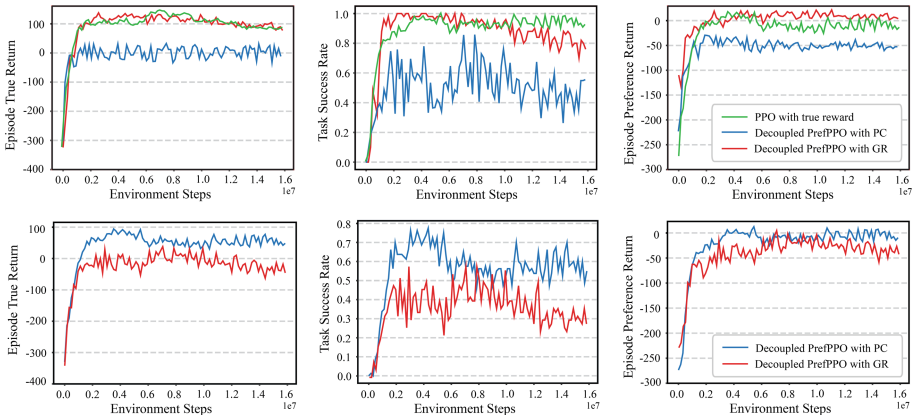 Episode True Return
100
0
-100
-200
-300
-400
0.0 0.2 0.4 0.6 0.8 1.0 1.2 1.4 1.6
1e7
Environment Steps
Task Success Rate
1.0
0.8
0.6
0.4
0.2
0.0
0.0 0.2 0.4 0.6 0.8 1.0 1.2 1.4 1.6
1e7
Environment Steps
Episode Preference Return
0
-50
-100
-150
-200
-250
-300
PPO with true reward
Decoupled PrefPPO with PC
Decoupled PrefPPO with GR
0.0 0.2 0.4 0.6 0.8 1.0 1.2 1.4 1.6
1e7
Environment Steps
Episode True Return
100
0
-100
-200
-300
-400
0.0 0.2 0.4 0.6 0.8 1.0 1.2 1.4 1.6
1e7
Environment Steps
Task Success Rate
0.8
0.7
0.6
0.5
0.4
0.3
0.2
0.1
0.0
0.0 0.2 0.4 0.6 0.8 1.0 1.2 1.4 1.6
1e7
Environment Steps
Episode Preference Return
0
-50
-100
-150
-200
-250
-300
Decoupled PrefPPO with PC
Decoupled PrefPPO with GR
0.0 0.2 0.4 0.6 0.8 1.0 1.2 1.4 1.6
1e7
Environment Steps